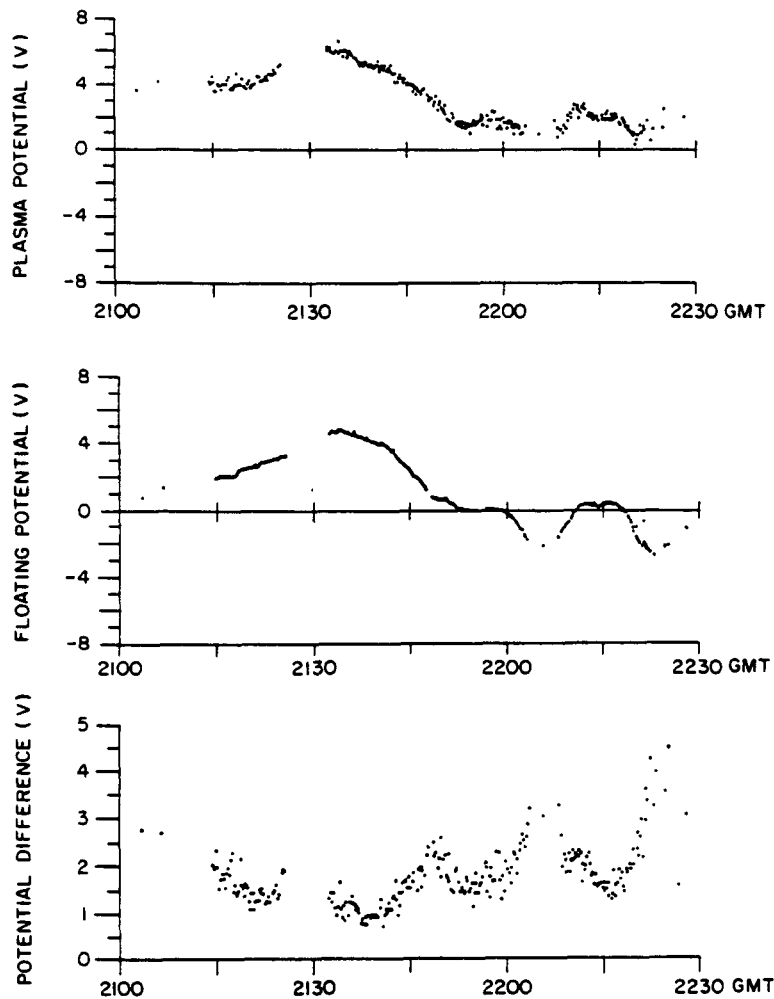 PLASMA POTENTIAL (V)
8
4
0
-4
-8
2100 2130 2200 2230 GMT
FLOATING POTENTIAL (V)
8
4
0
-4
-8
2100 2130 2200 2230 GMT
POTENTIAL DIFFERENCE (V)
5
4
3
2
1
0
2100 2130 2200 2230 GMT